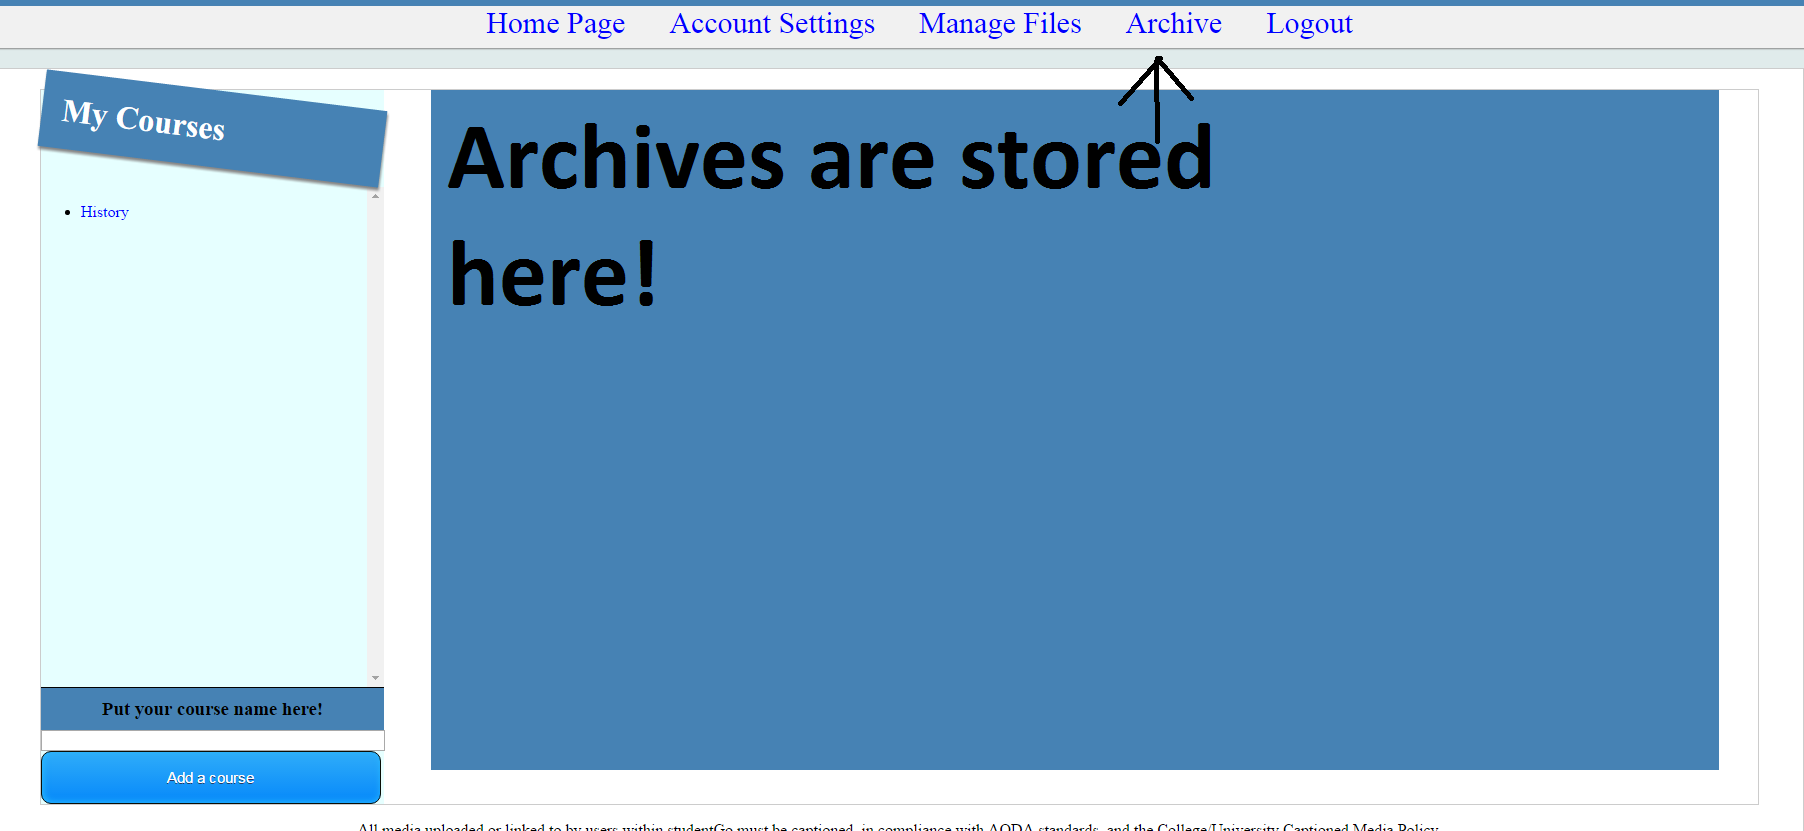 Home Page Account Settings Manage Files Archive Logout
My Courses
History
Archives are stored
here!
Put your course name here!
Add a course
All media uploaded or linked to by users within studentGo must be captioned, in compliance with AODA standards, and the College/University Captioned Media Policy